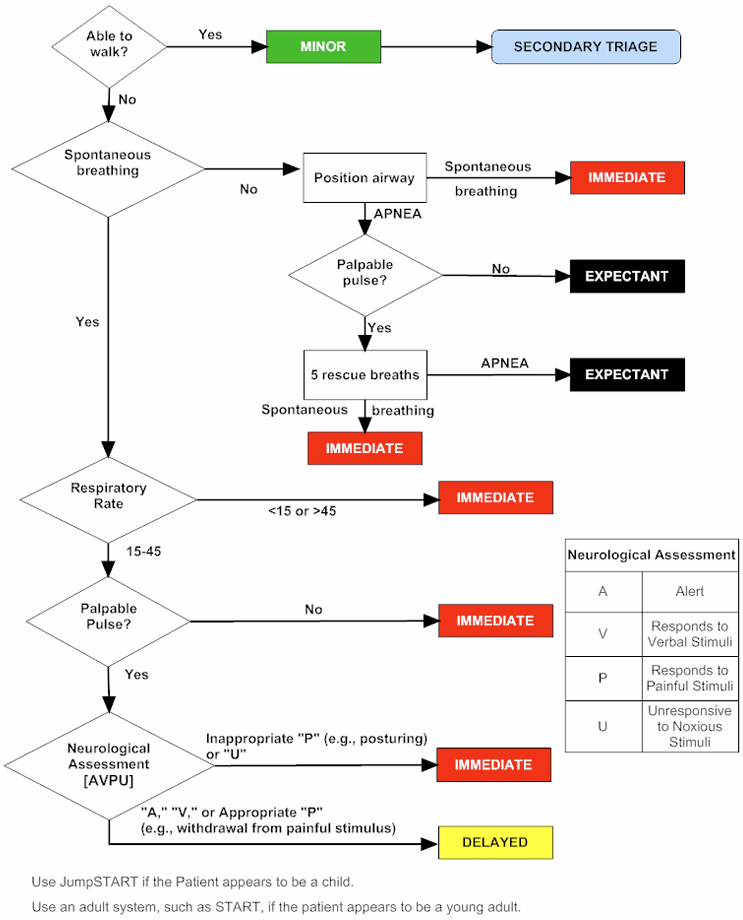 Able to
walk?
Yes
MINOR
SECONDARY TRIAGE
No
Spontaneous
breathing
No
Position airway
Spontaneous
breathing
IMMEDIATE
APNEA
Palpable
pulse?
No
EXPECTANT
Yes
Yes
5 rescue breaths
APNEA
EXPECTANT
Spontaneous breathing
IMMEDIATE
Respiratory
Rate
<15 or >45
IMMEDIATE
15-45
Palpable
Pulse?
No
IMMEDIATE
Yes
Neurological
Assessment
[AVPU]
Inappropriate "P" (e.g., posturing)
or "U"
IMMEDIATE
"A," "V," or Appropriate "P"
(e.g., withdrawal from painful stimulus)
DELAYED
Neurological Assessment
A Alert
V Responds to
Verbal Stimuli
P Responds to
Painful Stimuli
U Unresponsive
to Noxious
Stimuli
Use JumpSTART if the Patient appears to be a child.
Use an adult system, such as START, if the patient appears to be a young adult.